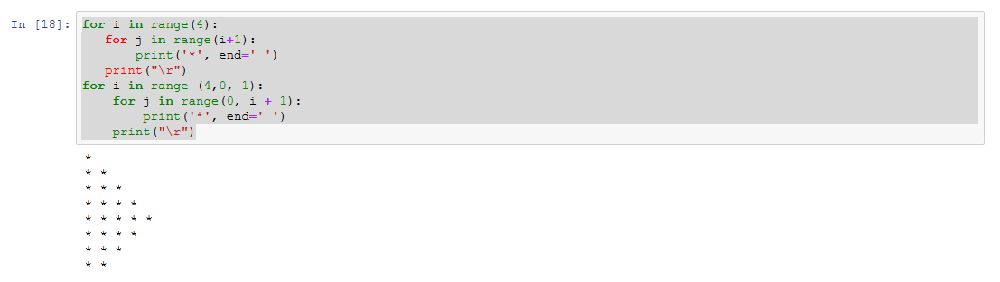 In [18]: for i in range(4):
   for j in range(i+1):
       print('*', end=' ')
   print("\r")
for i in range (4,0,-1):
    for j in range(0, i + 1):
        print('*', end=' ')
    print("\r")
*
* *
* * *
* * * *
* * * * *
* * * *
* * *
* *